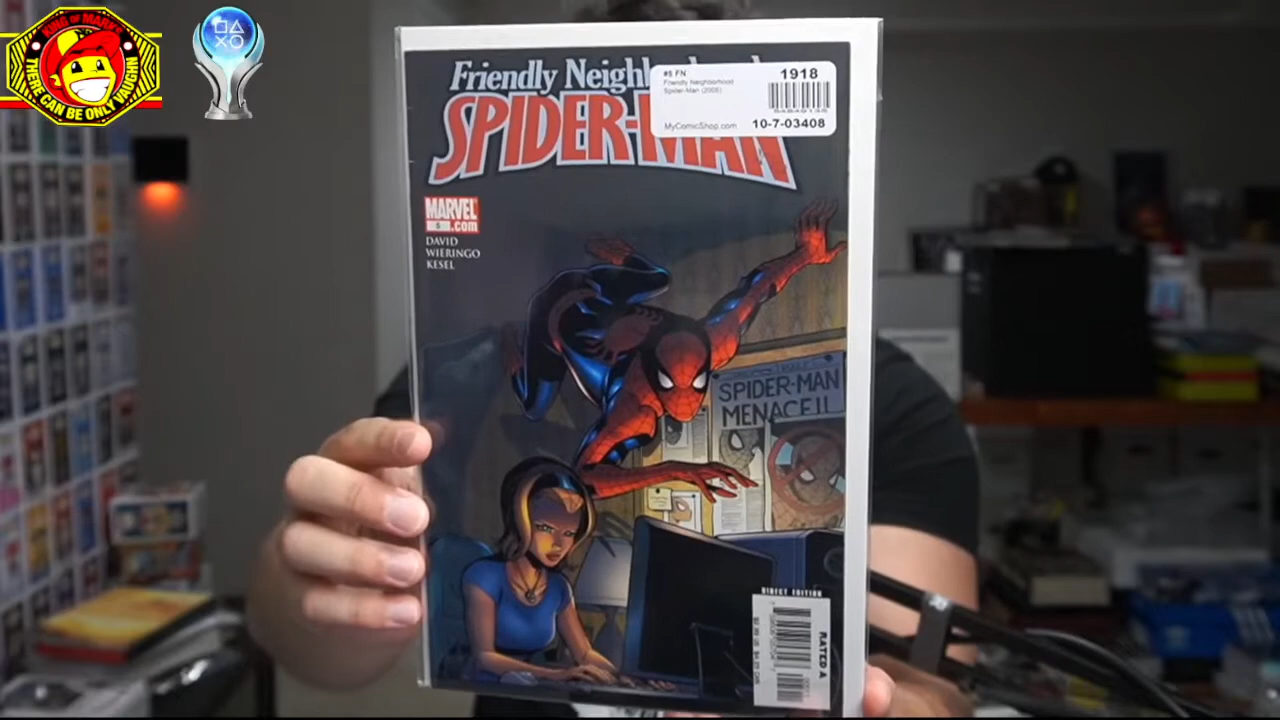 KING OF MARKS
THERE CAN BE ONLY VAUGHN
Friendly Neighborhood
SPIDER-MAN
#5 FN
Friendly Neighborhood
Spider-Man (2005)
1918
MyComicShop.com
10-7-03408
MARVEL
5 .com
DAVID
WIERINGO
KESEL
SPIDER-MAN
MENACE!!
DIRECT EDITION
RATED A